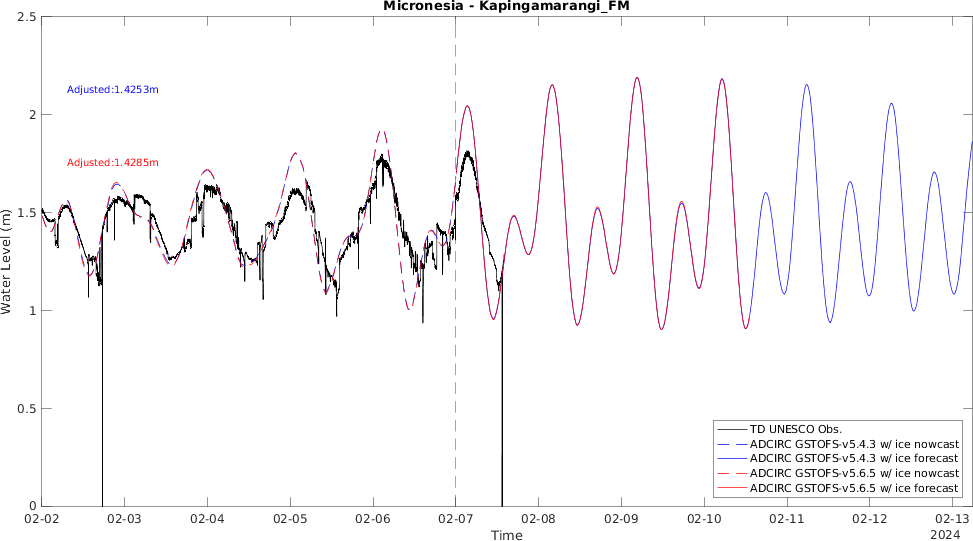 Micronesia - Kapingamarangi_FM
2.5
2
1.5
1
0.5
0
Water Level (m)
Adjusted:1.4253m
Adjusted:1.4285m
TD UNESCO Obs.
ADCIRC GSTOFS-v5.4.3 w/ ice nowcast
ADCIRC GSTOFS-v5.4.3 w/ ice forecast
ADCIRC GSTOFS-v5.6.5 w/ ice nowcast
ADCIRC GSTOFS-v5.6.5 w/ ice forecast
02-02 02-03 02-04 02-05 02-06 02-07 02-08 02-09 02-10 02-11 02-12 02-13
Time
2024